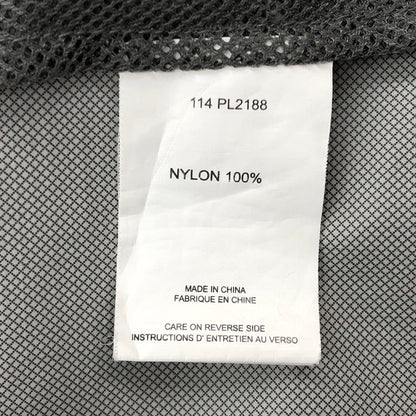 114 PL2188
NYLON 100%
MADE IN CHINA
FABRIQUE EN CHINE
CARE ON REVERSE SIDE
INSTRUCTIONS D' ENTRETIEN AU VERSO